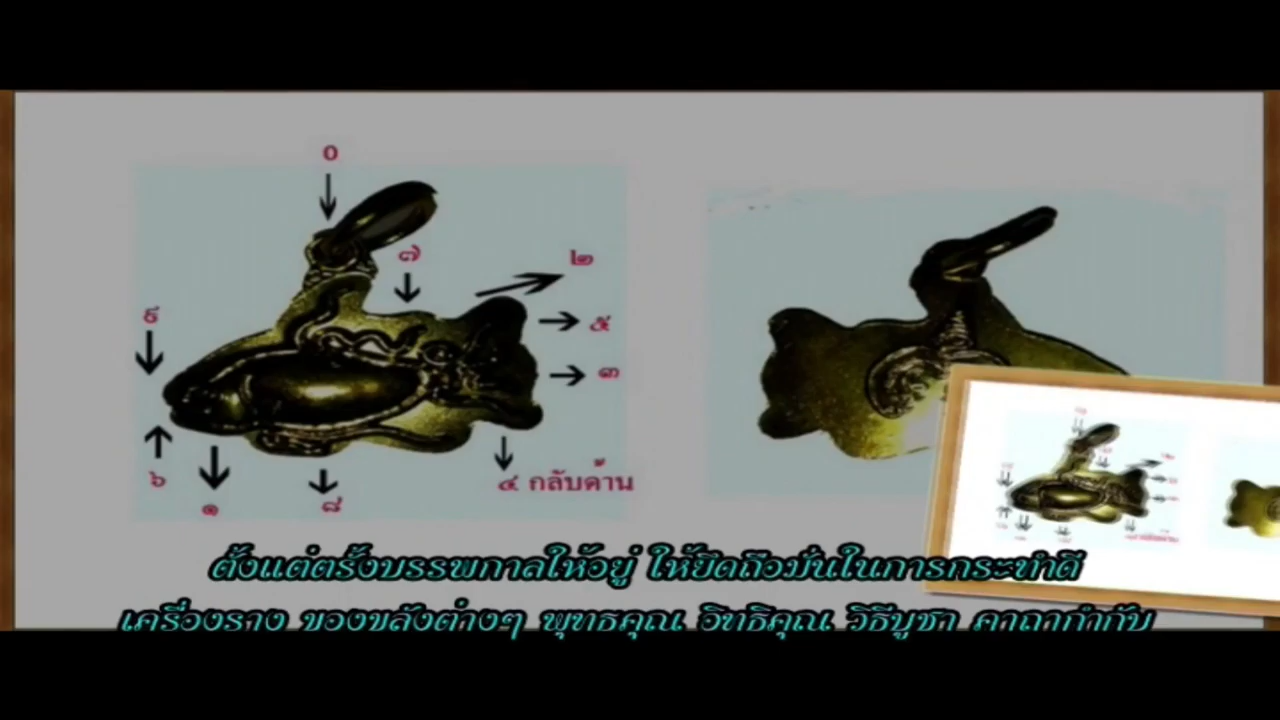 ๐
๗
๒
๕
๓
๖
๑
๘
๔ กลับด้าน
ตั้งแต่ครั้งบรรพกาลให้อยู่ ให้ยึดถือมั่นในการกระทำดี
เครื่องราง ของขลังต่างๆ พุทธคุณ อิทธิคุณ วิธีบูชา คาถากำกับ